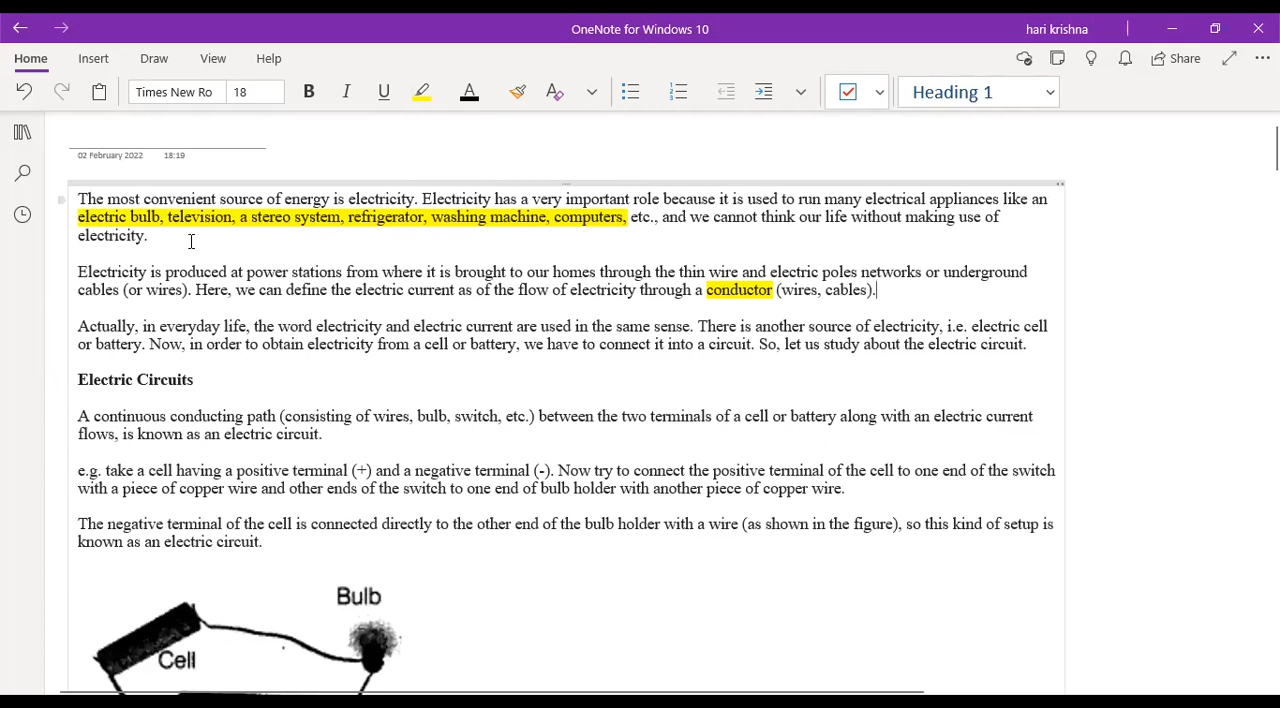 OneNote for Windows 10
hari krishna
Home Insert Draw View Help
Share
Times New Ro 18 B I U A A Heading 1
02 February 2022 18:19
The most convenient source of energy is electricity. Electricity has a very important role because it is used to run many electrical appliances like an
electric bulb, television, a stereo system, refrigerator, washing machine, computers, etc., and we cannot think our life without making use of
electricity.
Electricity is produced at power stations from where it is brought to our homes through the thin wire and electric poles networks or underground
cables (or wires). Here, we can define the electric current as of the flow of electricity through a conductor (wires, cables).
Actually, in everyday life, the word electricity and electric current are used in the same sense. There is another source of electricity, i.e. electric cell
or battery. Now, in order to obtain electricity from a cell or battery, we have to connect it into a circuit. So, let us study about the electric circuit.
Electric Circuits
A continuous conducting path (consisting of wires, bulb, switch, etc.) between the two terminals of a cell or battery along with an electric current
flows, is known as an electric circuit.
e.g. take a cell having a positive terminal (+) and a negative terminal (-). Now try to connect the positive terminal of the cell to one end of the switch
with a piece of copper wire and other ends of the switch to one end of bulb holder with another piece of copper wire.
The negative terminal of the cell is connected directly to the other end of the bulb holder with a wire (as shown in the figure), so this kind of setup is
known as an electric circuit.
Bulb
Cell